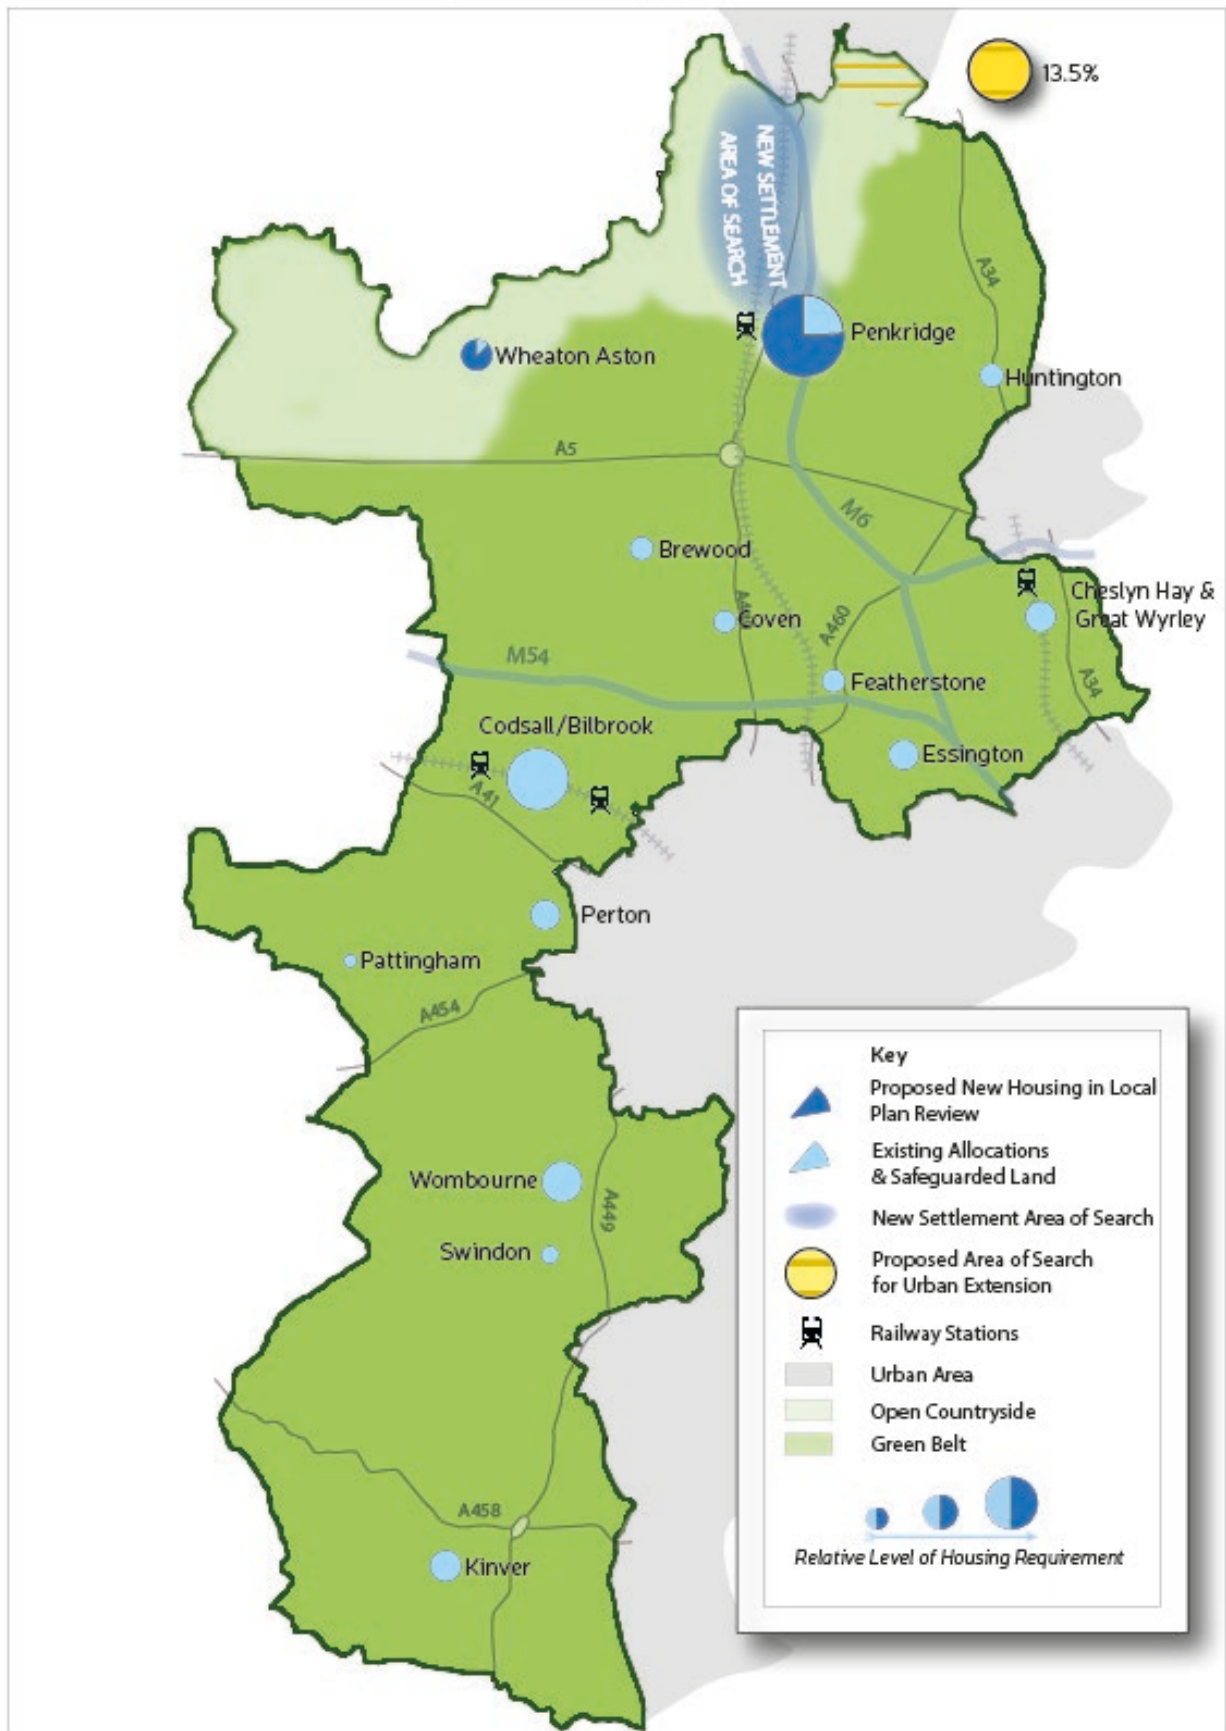 13.5%
NEW SETTLEMENT
AREA OF SEARCH
A34
Penkridge
Wheaton Aston
Huntington
A5
M6
Brewood
Cheslyn Hay &
Great Wyrley
Coven
A460
M54
Featherstone
A34
Codsall/Bilbrook
Essington
A41
Perton
Pattingham
A454
Wombourne
A449
Swindon
A458
Kinver
Key
Proposed New Housing in Local
Plan Review
Existing Allocations
& Safeguarded Land
New Settlement Area of Search
Proposed Area of Search
for Urban Extension
Railway Stations
Urban Area
Open Countryside
Green Belt
Relative Level of Housing Requirement